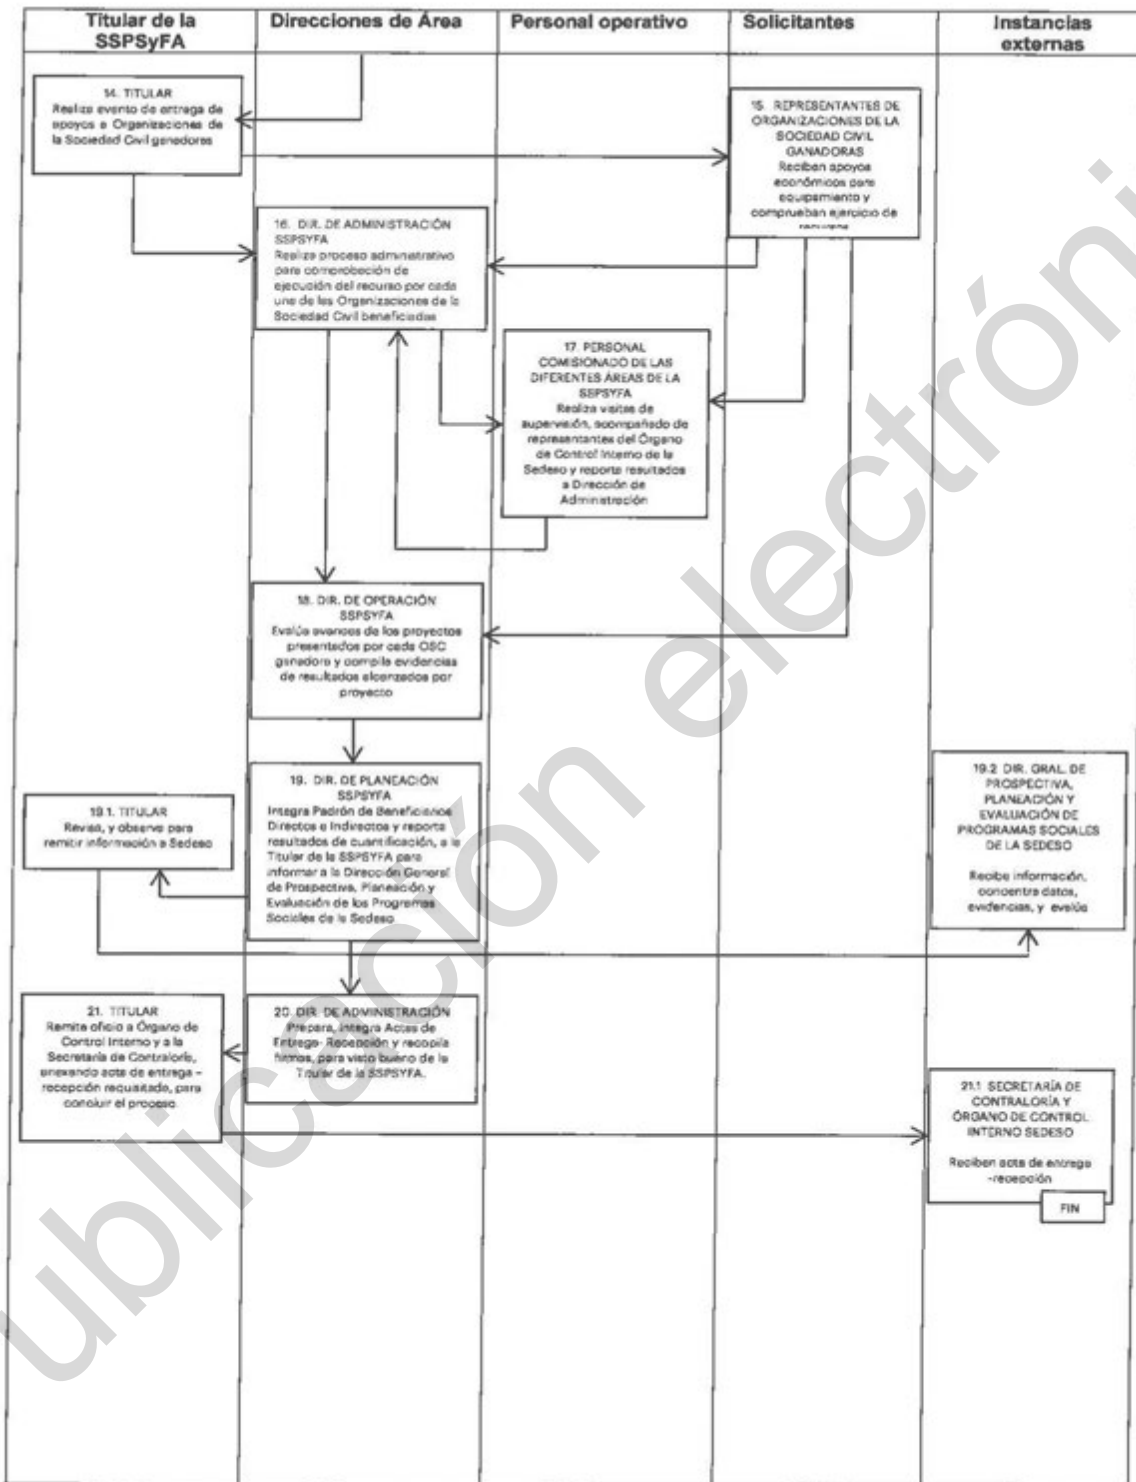 Titular de la
SSPSyFA
Direcciones de Área
Personal operativo
Solicitantes
Instancias
externas
14. TITULAR
Realiza evento de entrega de
apoyos a Organizaciones de
la Sociedad Civil ganadoras
15. REPRESENTANTES DE
ORGANIZACIONES DE LA
SOCIEDAD CIVIL
GANADORAS
Reciben apoyos
económicos para
equipamiento y
comprueban ejercicio de
16. DIR. DE ADMINISTRACIÓN
SSPSYFA
Realiza proceso administrativo
para comprobación de
ejecución del recurso por cada
una de las Organizaciones de la
Sociedad Civil beneficiadas
17. PERSONAL
COMISIONADO DE LAS
DIFERENTES ÁREAS DE LA
SSPSYFA
Realiza visitas de
supervisión, acompañado de
representantes del Órgano
de Control Interno de la
Sedeso y reporta resultados
a Dirección de
Administración
18. DIR. DE OPERACIÓN
SSPSYFA
Evalúa avances de los proyectos
presentados por cada OSC
ganadora y compila evidencias
de resultados alcanzados por
proyecto
19. DIR. DE PLANEACIÓN
SSPSYFA
Integra Padrón de Beneficiarios
Directos e Indirectos y reporta
resultados de cuantificación, a la
Titular de la SSPSYFA para
informar a la Dirección General
de Prospectiva, Planeación y
Evaluación de los Programas
Sociales de la Sedeso
19.1. TITULAR
Revisa, y observa para
remitir información a Sedeso
19.2 DIR. GRAL. DE
PROSPECTIVA,
PLANEACIÓN Y
EVALUACIÓN DE
PROGRAMAS SOCIALES
DE LA SEDESO
Recibe información,
concentra datos,
evidencias, y evalúa
21. TITULAR
Remite oficio a Órgano de
Control Interno y a la
Secretaría de Contraloría,
anexando acta de entrega –
recepción requisitado, para
concluir el proceso.
20. DIR. DE ADMINISTRACIÓN
Prepara, integra Actas de
Entrega- Recepción y recopila
firmas, para visto bueno de la
Titular de la SSPSYFA.
21.1 SECRETARÍA DE
CONTRALORÍA Y
ÓRGANO DE CONTROL
INTERNO SEDESO
Reciben acta de entrega
-recepción
FIN
ublicación electróni